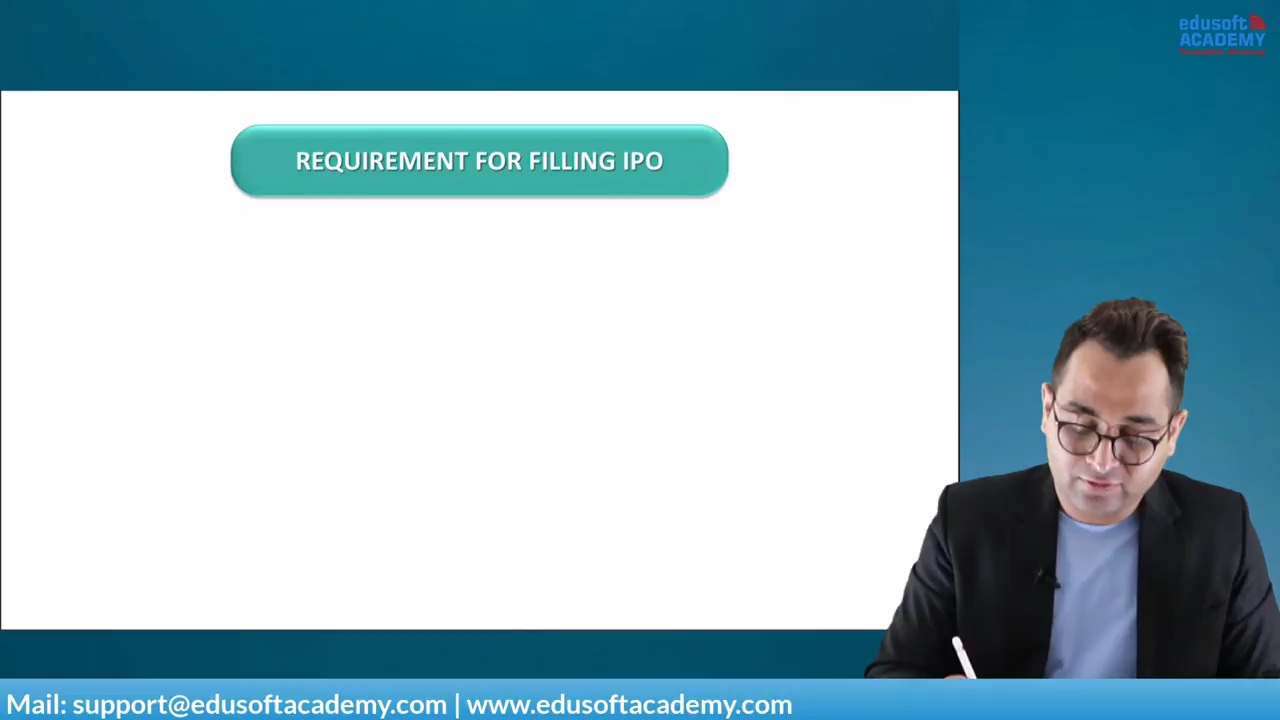 edusoft
ACADEMY
REQUIREMENT FOR FILLING IPO
Mail: support@edusoftacademy.com | www.edusoftacademy.com